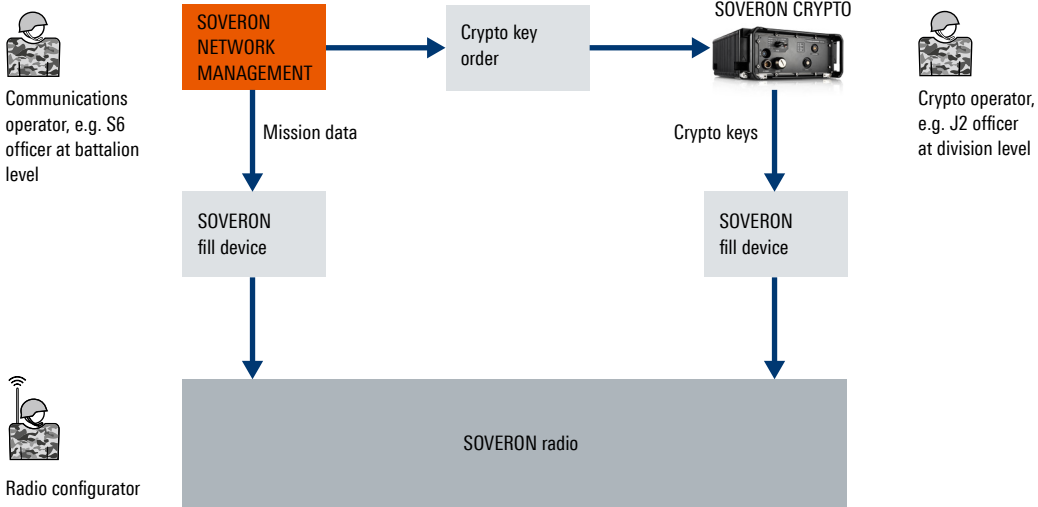 SOVERON
NETWORK
MANAGEMENT
Crypto key
order
SOVERON CRYPTO
Communications
operator, e.g. S6
officer at battalion
level
Crypto operator,
e.g. J2 officer
at division level
Mission data
Crypto keys
SOVERON
fill device
SOVERON
fill device
SOVERON radio
Radio configurator